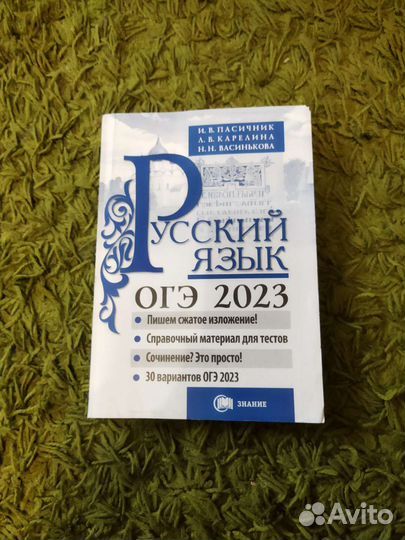 И. В. ПАСИЧНИК
Л. В. КАРЕЛИНА
Н. Н. ВАСИНЬКОВА
РУССКИЙ
ЯЗЫК
ОГЭ 2023
• Пишем сжатое изложение!
• Справочный материал для тестов
• Сочинение? Это просто!
• 30 вариантов ОГЭ 2023
ЗНАНИЕ
Avito